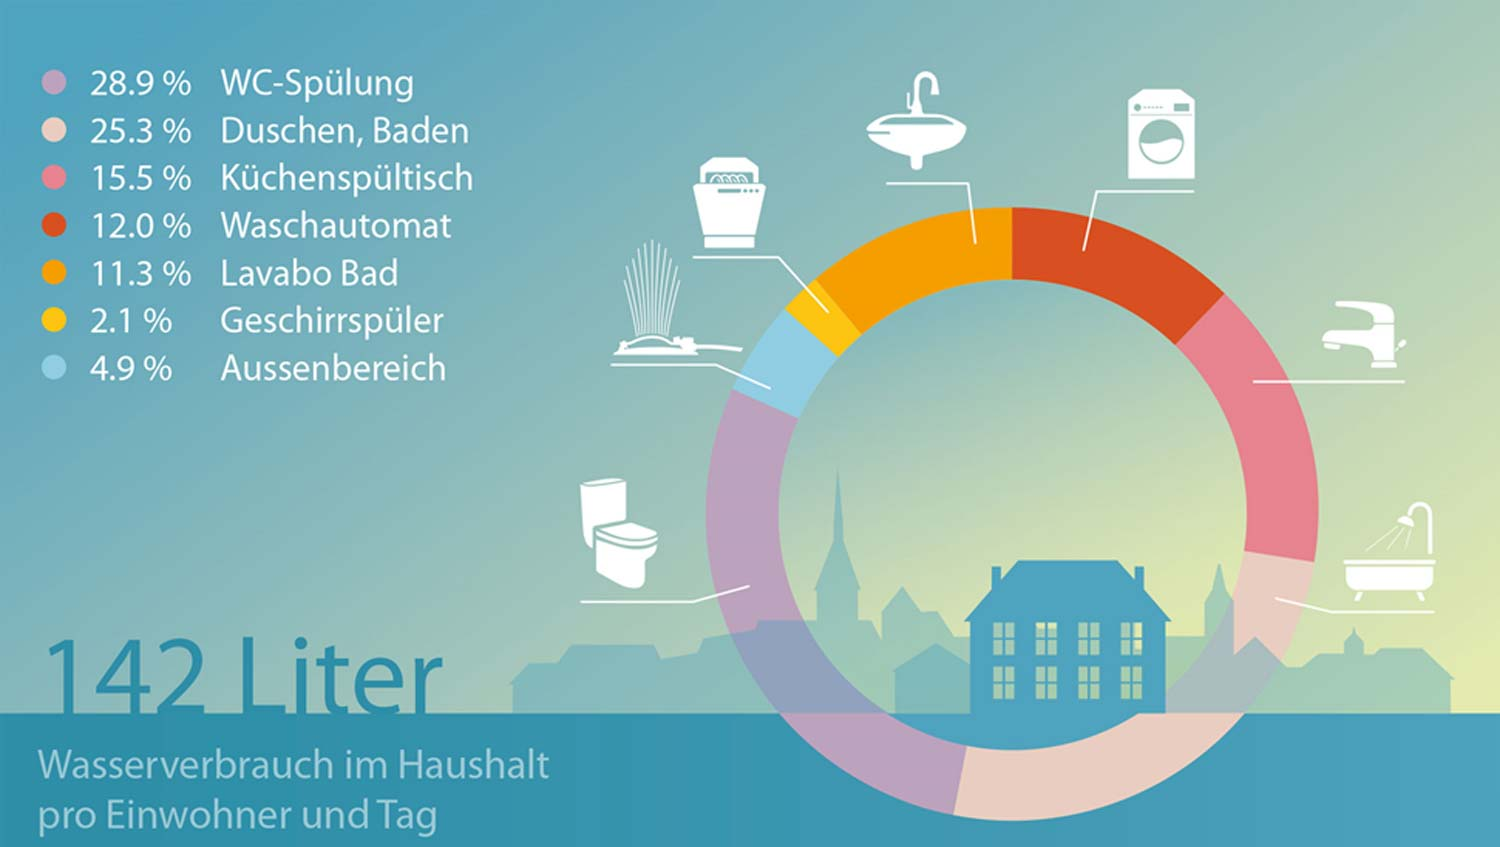 28.9 % WC-Spülung
25.3 % Duschen, Baden
15.5 % Küchenspültisch
12.0 % Waschautomat
11.3 % Lavabo Bad
2.1 % Geschirrspüler
4.9 % Aussenbereich
142 Liter
Wasserverbrauch im Haushalt
pro Einwohner und Tag